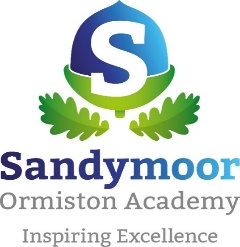 S
Sandymoor
Ormiston Academy
Inspiring Excellence